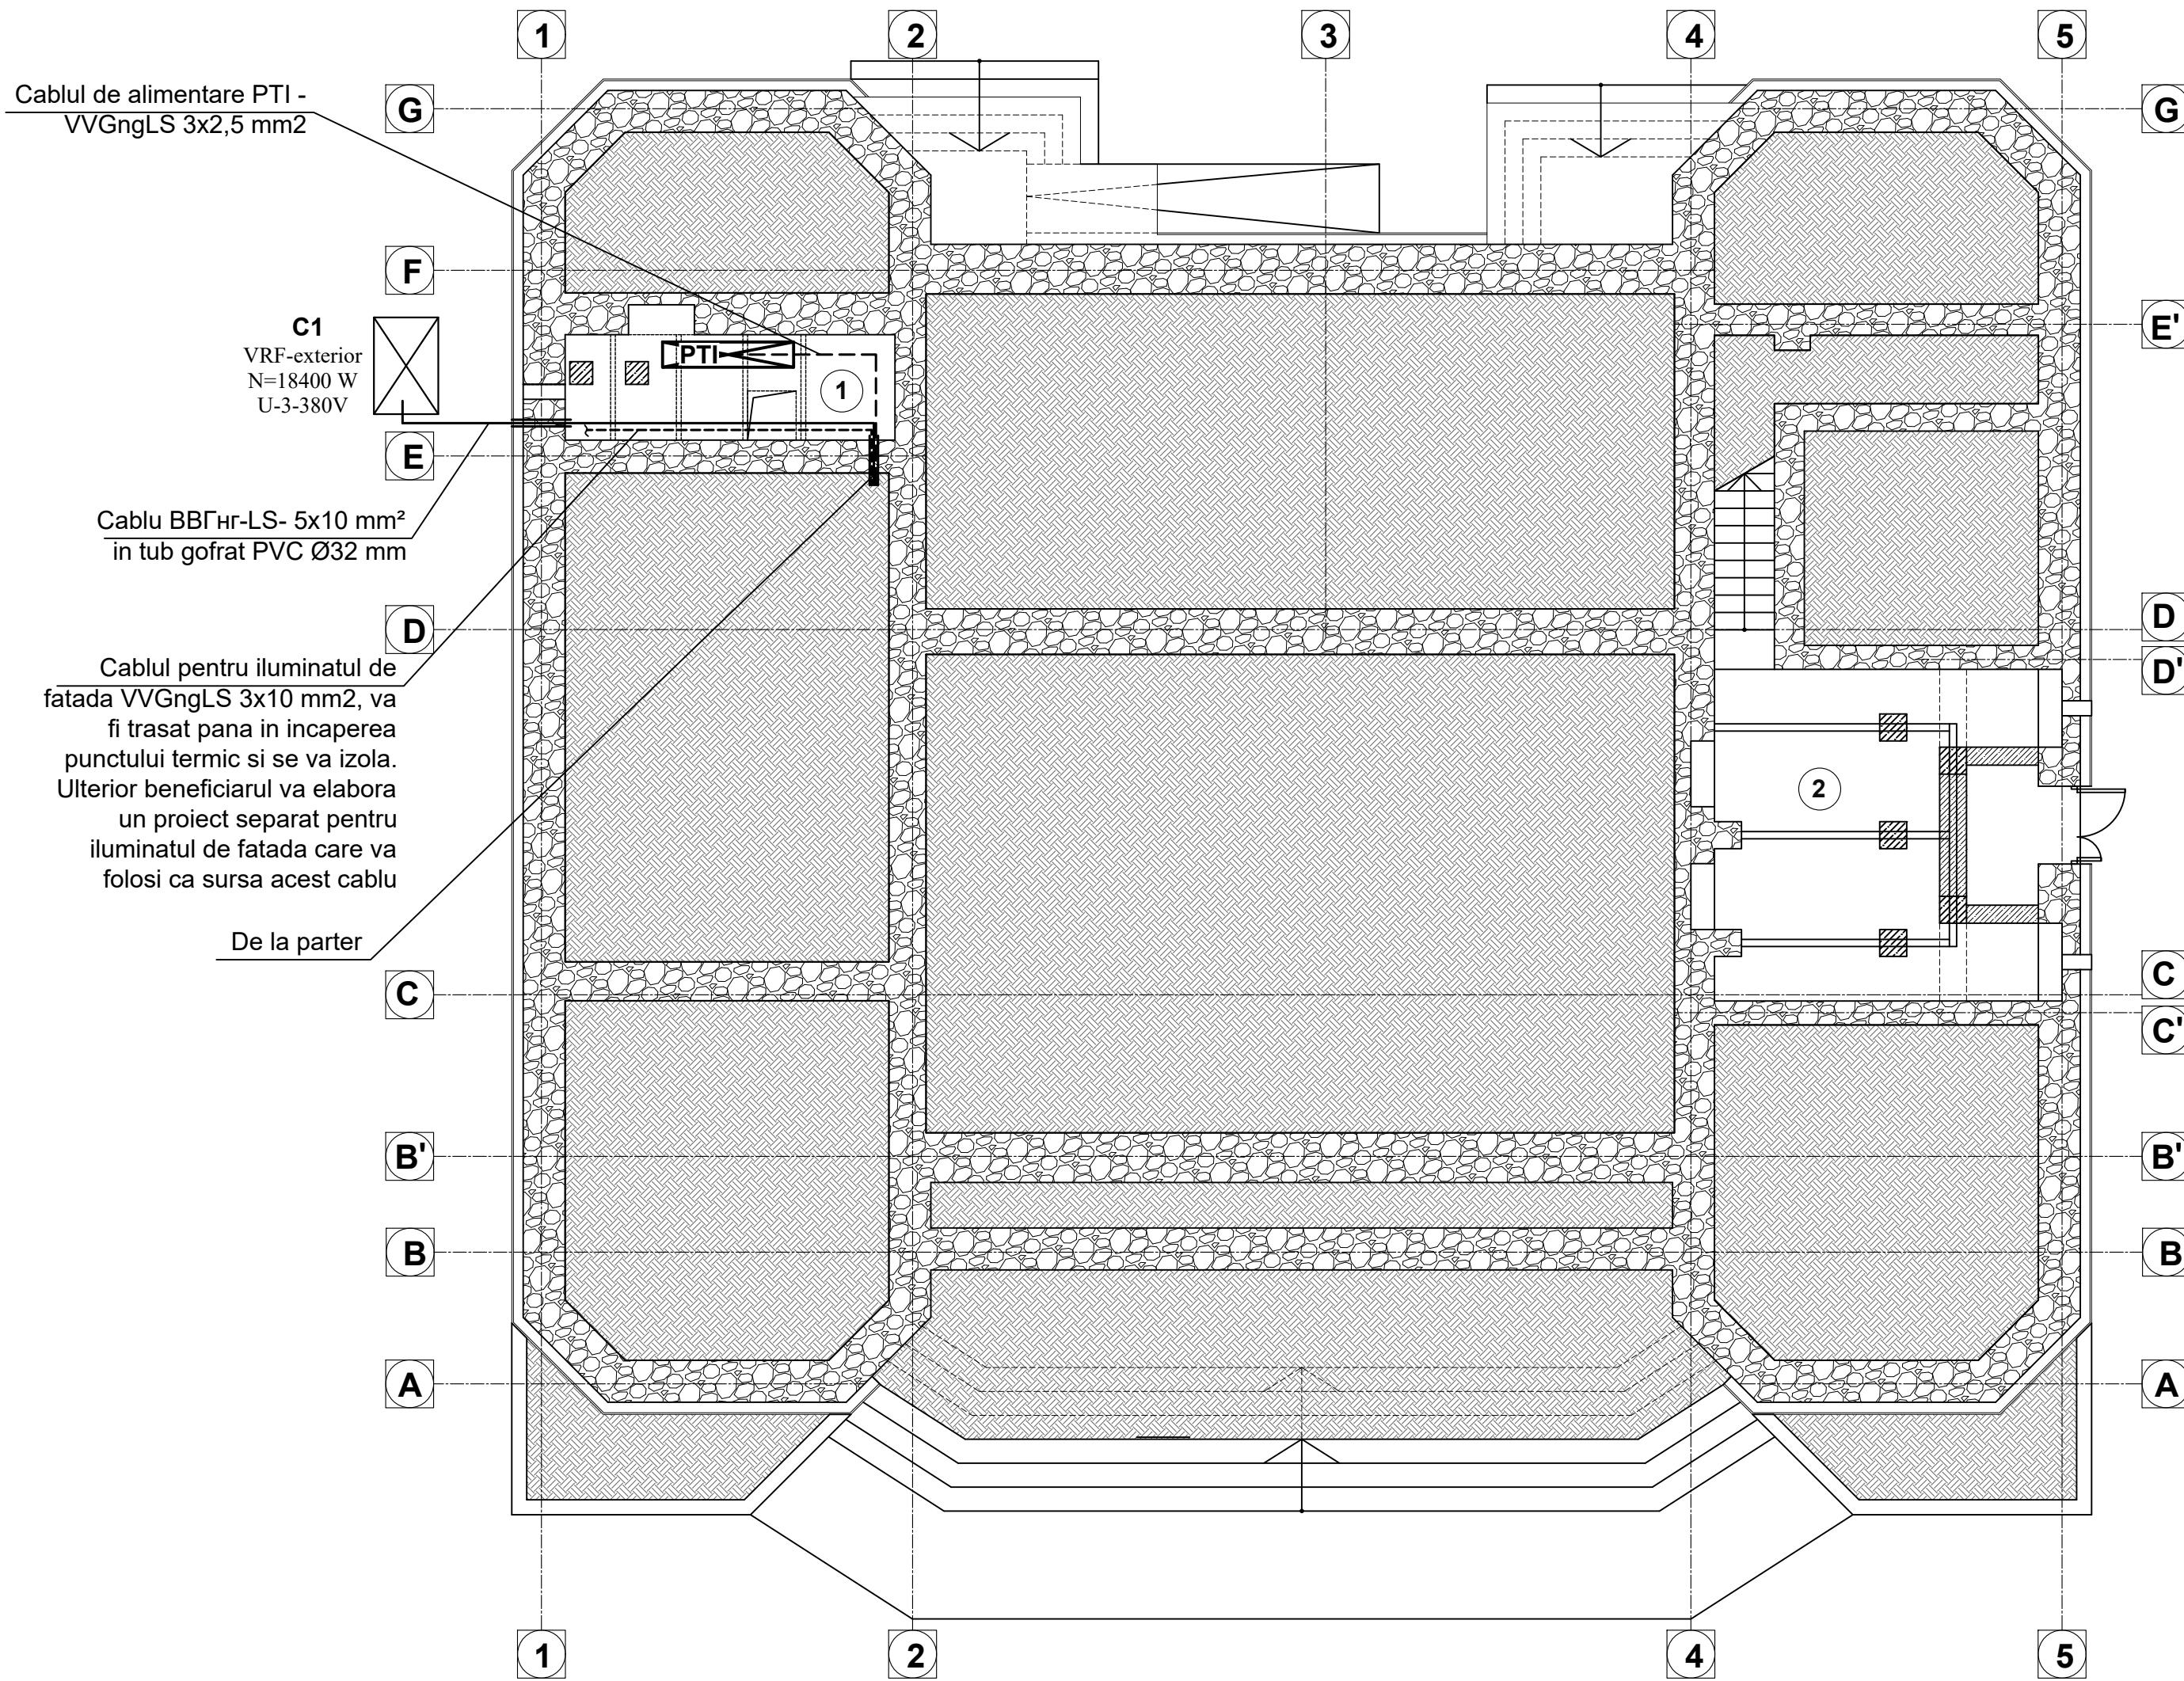 1
2
3
4
5
Cablul de alimentare PTI -
VVGngLS 3x2,5 mm2
G
G
F
C1
VRF-exterior
N=18400 W
U-3-380V
E'
PTI
1
E
Cablu ВВГнг-LS- 5x10 mm²
in tub gofrat PVC Ø32 mm
D
D
D'
Cablul pentru iluminatul de
fatada VVGngLS 3x10 mm2, va
fi trasat pana in incaperea
punctului termic si se va izola.
Ulterior beneficiarul va elabora
un proiect separat pentru
iluminatul de fatada care va
folosi ca sursa acest cablu
2
De la parter
C
C
C'
B'
B'
B
B
A
A
1
2
4
5